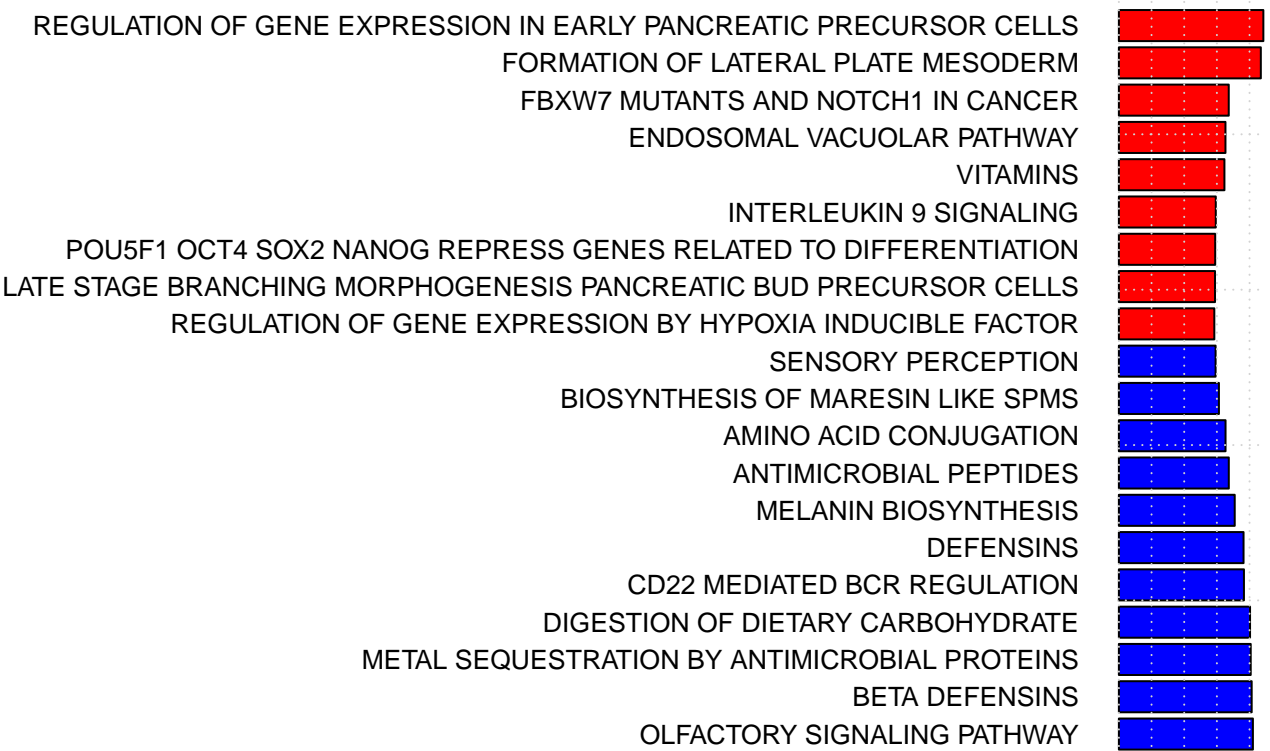 REGULATION OF GENE EXPRESSION IN EARLY PANCREATIC PRECURSOR CELLS
FORMATION OF LATERAL PLATE MESODERM
FBXW7 MUTANTS AND NOTCH1 IN CANCER
ENDOSOMAL VACUOLAR PATHWAY
VITAMINS
INTERLEUKIN 9 SIGNALING
POU5F1 OCT4 SOX2 NANOG REPRESS GENES RELATED TO DIFFERENTIATION
LATE STAGE BRANCHING MORPHOGENESIS PANCREATIC BUD PRECURSOR CELLS
REGULATION OF GENE EXPRESSION BY HYPOXIA INDUCIBLE FACTOR
SENSORY PERCEPTION
BIOSYNTHESIS OF MARESIN LIKE SPMS
AMINO ACID CONJUGATION
ANTIMICROBIAL PEPTIDES
MELANIN BIOSYNTHESIS
DEFENSINS
CD22 MEDIATED BCR REGULATION
DIGESTION OF DIETARY CARBOHYDRATE
METAL SEQUESTRATION BY ANTIMICROBIAL PROTEINS
BETA DEFENSINS
OLFACTORY SIGNALING PATHWAY